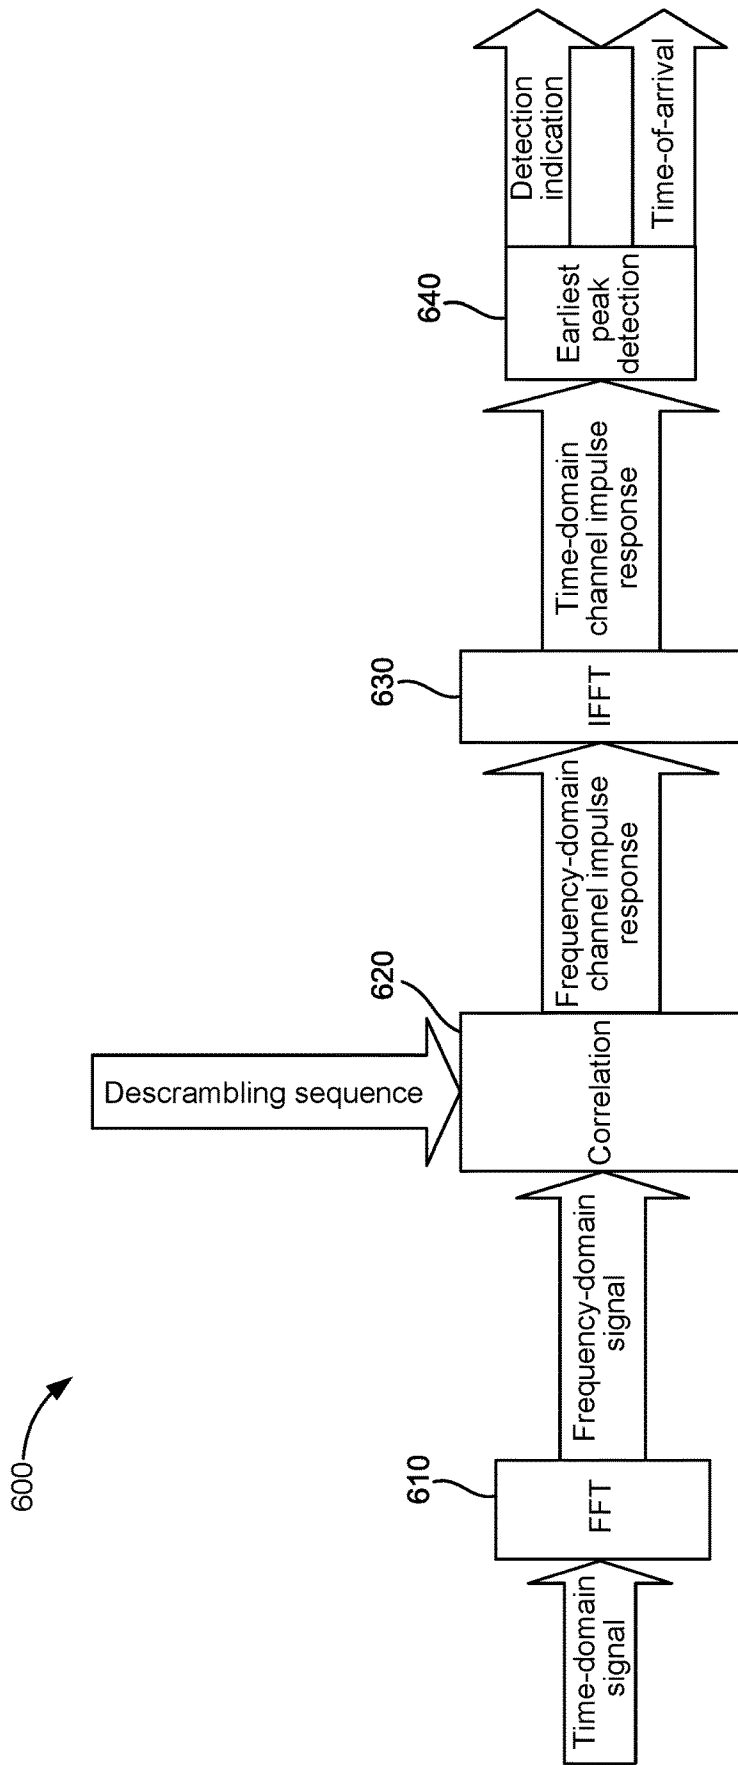 600
Time-domain
signal
610
FFT
Frequency-domain
signal
Descrambling sequence
620
Correlation
Frequency-domain
channel impulse
response
630
IFFT
Time-domain
channel impulse
response
640
Earliest
peak
detection
Detection
indication
Time-of-arrival